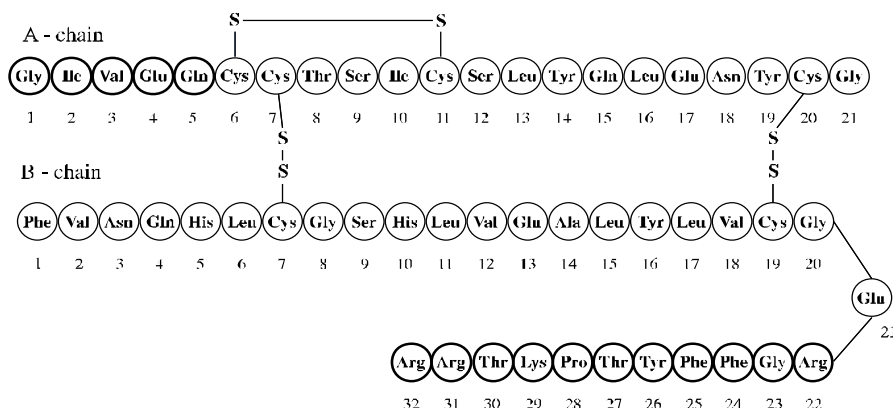 S S
A - chain
Gly Ile Val Glu Gln Cys Cys Thr Ser Ile Cys Ser Leu Tyr Gln Leu Glu Asn Tyr Cys Gly
1 2 3 4 5 6 7 8 9 10 11 12 13 14 15 16 17 18 19 20 21
S S
S S
B - chain
Phe Val Asn Gln His Leu Cys Gly Ser His Leu Val Glu Ala Leu Tyr Leu Val Cys Gly
1 2 3 4 5 6 7 8 9 10 11 12 13 14 15 16 17 18 19 20
Glu
Arg Arg Thr Lys Pro Thr Tyr Phe Phe Gly Arg
32 31 30 29 28 27 26 25 24 23 22